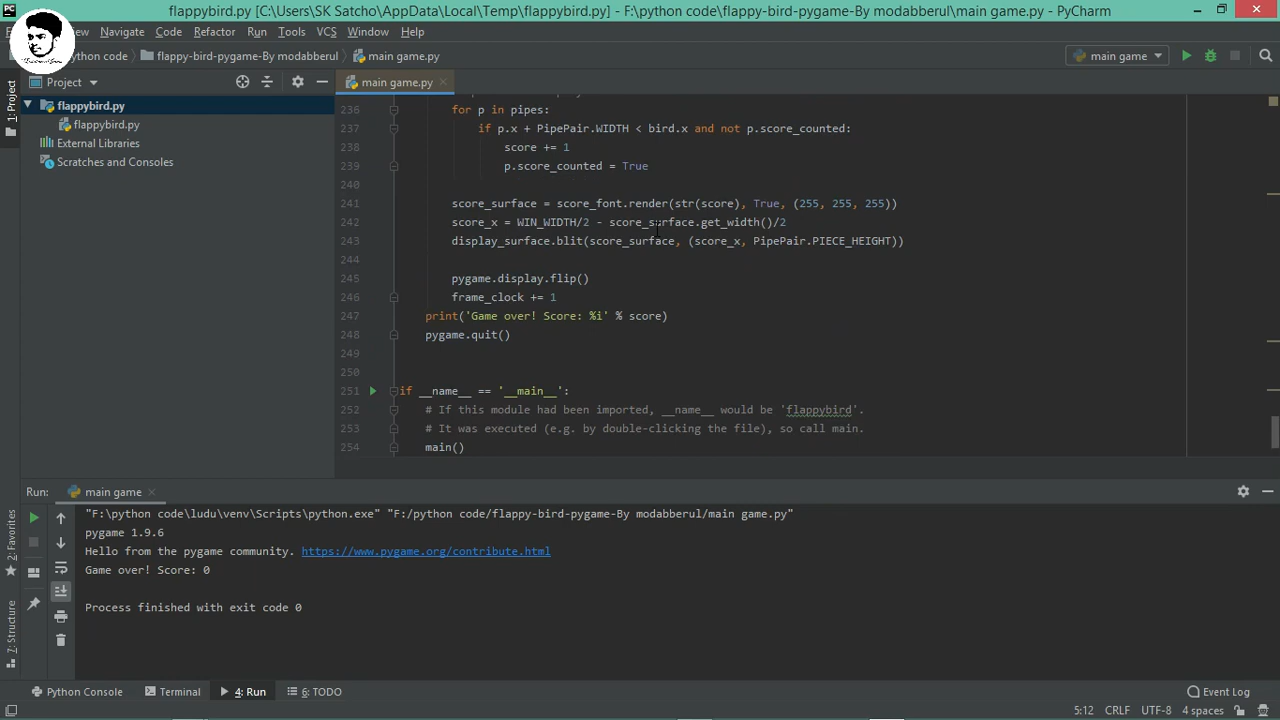 flappybird.py [C:\Users\SK Satcho\AppData\Local\Temp\flappybird.py] - F:\python code\flappy-bird-pygame-By modabberul\main game.py - PyCharm
Navigate Code Refactor Run Tools VCS Window Help
ython code flappy-bird-pygame-By modabberul main game.py main game
Project main game.py
1: Project
flappybird.py
flappybird.py
External Libraries
Scratches and Consoles
236 for p in pipes:
237 if p.x + PipePair.WIDTH < bird.x and not p.score_counted:
238 score += 1
239 p.score_counted = True
240
241 score_surface = score_font.render(str(score), True, (255, 255, 255))
242 score_x = WIN_WIDTH/2 - score_surface.get_width()/2
243 display_surface.blit(score_surface, (score_x, PipePair.PIECE_HEIGHT))
244
245 pygame.display.flip()
246 frame_clock += 1
247 print('Game over! Score: %i' % score)
248 pygame.quit()
249
250
251 if __name__ == '__main__':
252 # If this module had been imported, __name__ would be 'flappybird'.
253 # It was executed (e.g. by double-clicking the file), so call main.
254 main()
Run: main game
"F:\python code\ludu\venv\Scripts\python.exe" "F:/python code/flappy-bird-pygame-By modabberul/main game.py"
pygame 1.9.6
Hello from the pygame community. https://www.pygame.org/contribute.html
Game over! Score: 0
Process finished with exit code 0
2: Favorites
7: Structure
Python Console Terminal 4: Run 6: TODO Event Log
5:12 CRLF UTF-8 4 spaces